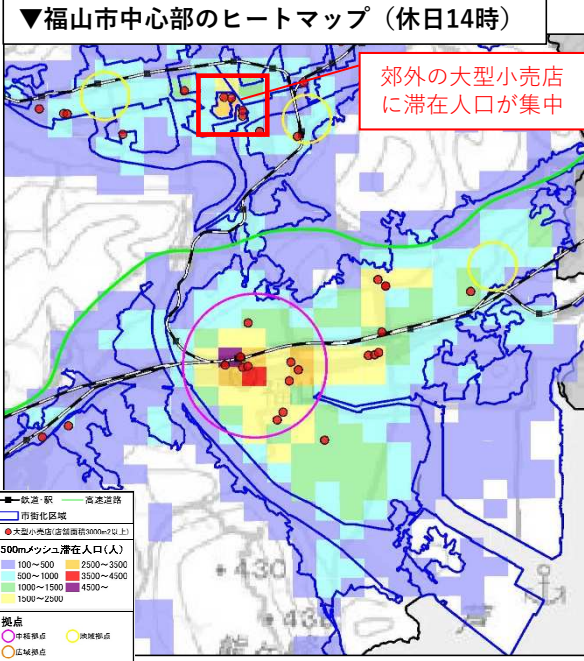 ▼福山市中心部のヒートマップ（休日14時）
郊外の大型小売店
に滞在人口が集中
鉄道・駅 高速道路
市街化区域
大型小売店(店舗面積3000m2以上)
500mメッシュ滞在人口(人)
100～500 2500～3500
500～1000 3500～4500
1000～1500 4500～
1500～2500
拠点
中核拠点 地域拠点
広域拠点
430